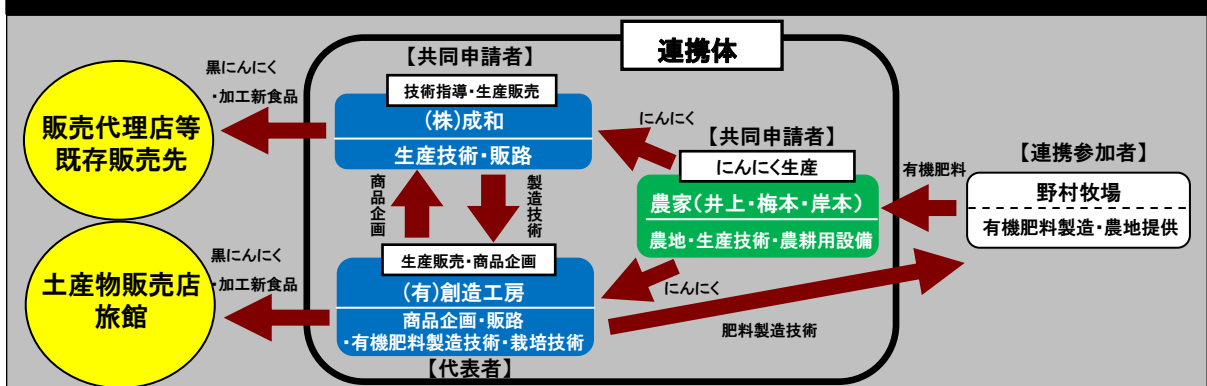 連携体
【共同申請者】
技術指導・生産販売
(株)成和
生産技術・販路
黒にんにく
・加工新食品
販売代理店等
既存販売先
商品企画
製造技術
にんにく
【共同申請者】
にんにく生産
農家(井上・梅本・岸本)
農地・生産技術・農耕用設備
有機肥料
【連携参加者】
野村牧場
有機肥料製造・農地提供
黒にんにく
・加工新食品
土産物販売店
旅館
生産販売・商品企画
(有)創造工房
商品企画・販路
・有機肥料製造技術・栽培技術
【代表者】
にんにく
肥料製造技術